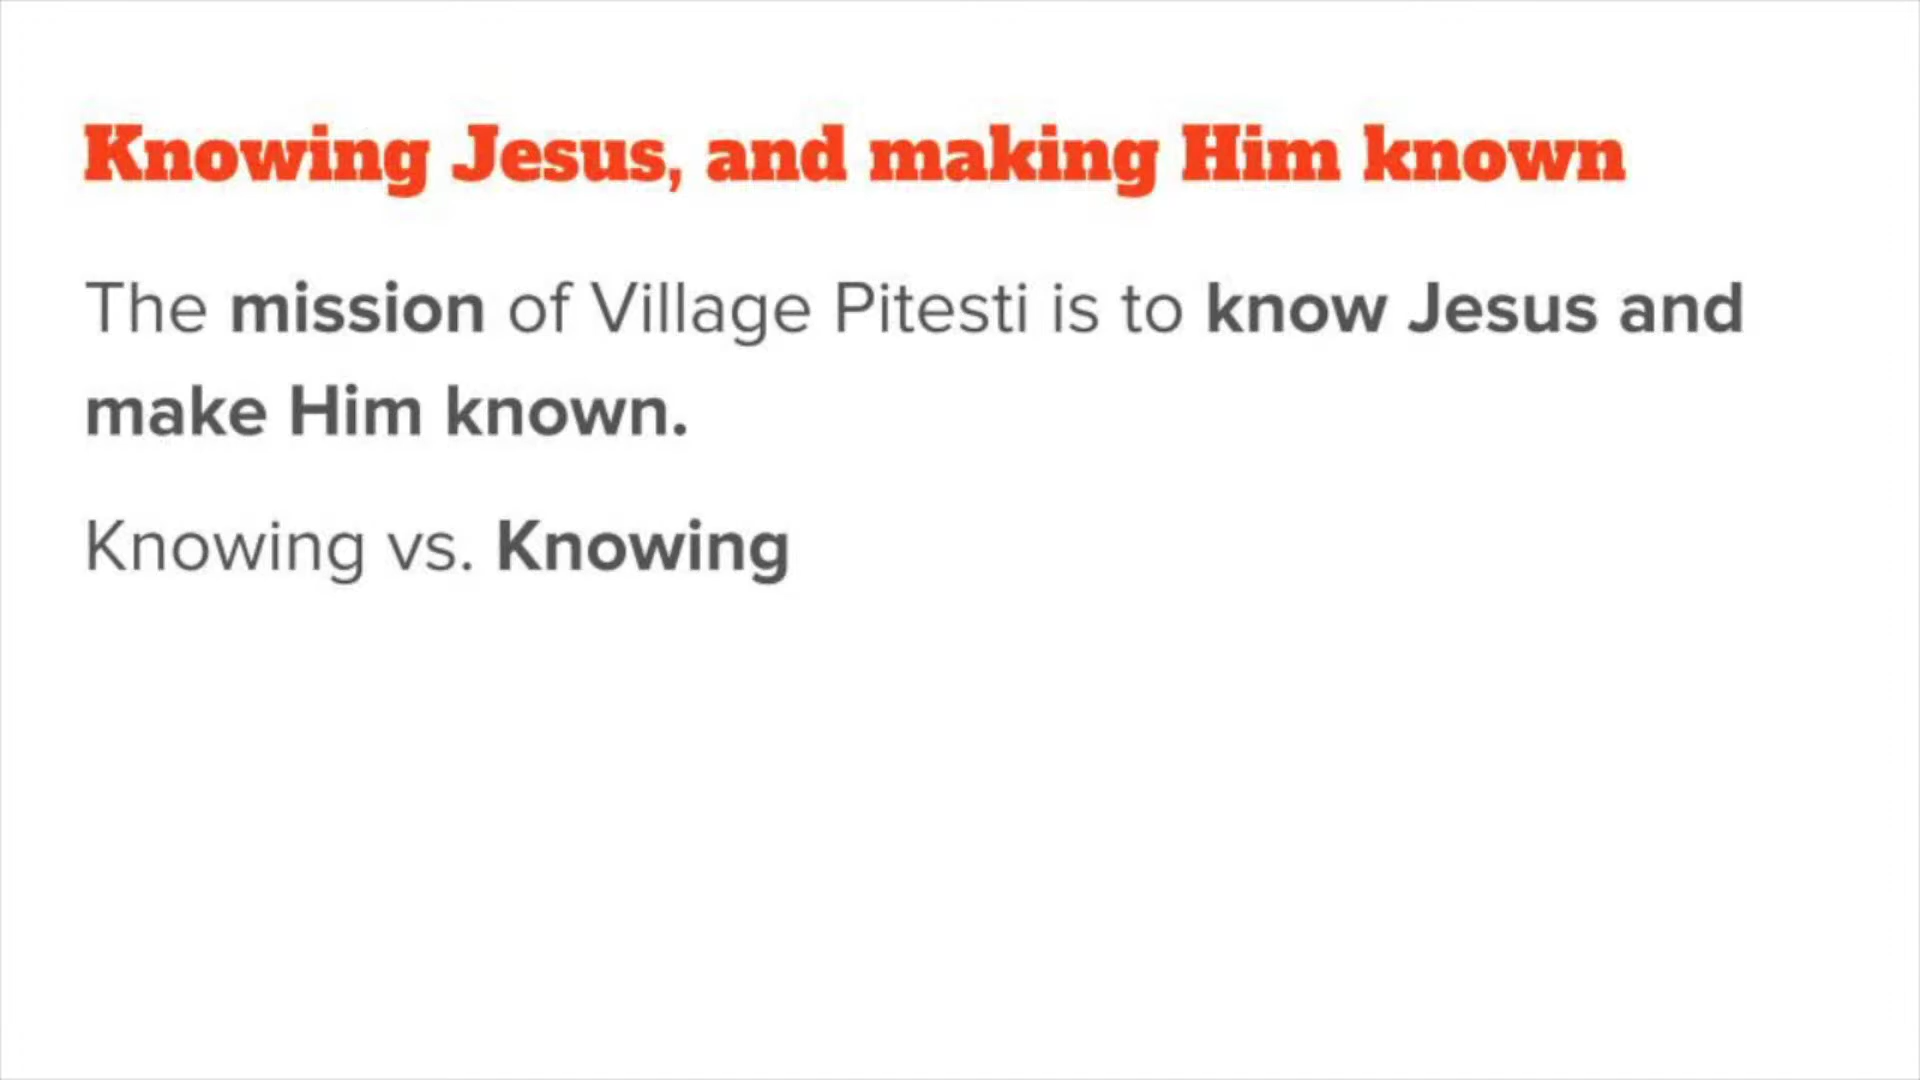 Knowing Jesus, and making Him known
The mission of Village Pitesti is to know Jesus and
make Him known.
Knowing vs. Knowing